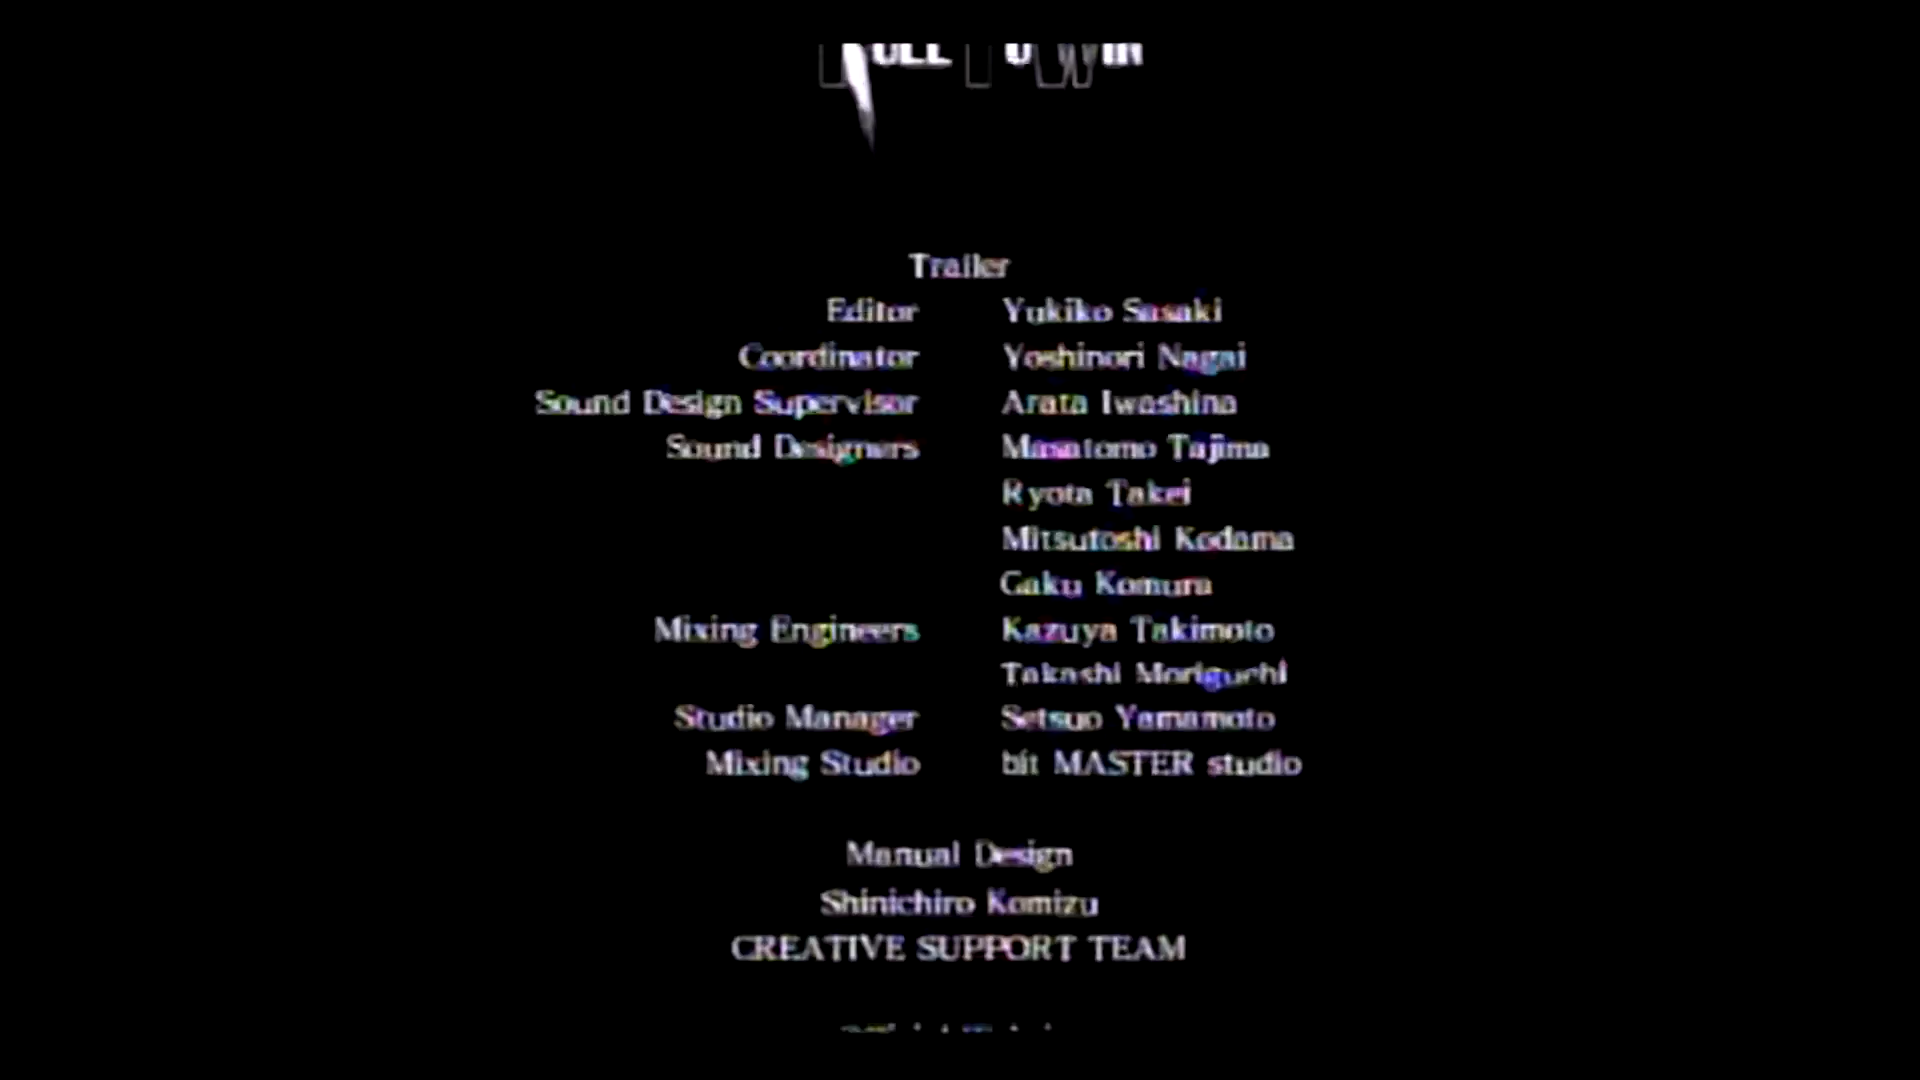 Trailer
Editor Yukiko Sasaki
Coordinator Yoshinori Nagai
Sound Design Supervisor Arata Iwashina
Sound Designers Masatomo Tajima
Ryota Takei
Mitsutoshi Kodama
Gaku Komura
Mixing Engineers Kazuya Takimoto
Takashi Moriguchi
Studio Manager Setsuo Yamamoto
Mixing Studio bit MASTER studio
Manual Design
Shinichiro Komizu
CREATIVE SUPPORT TEAM